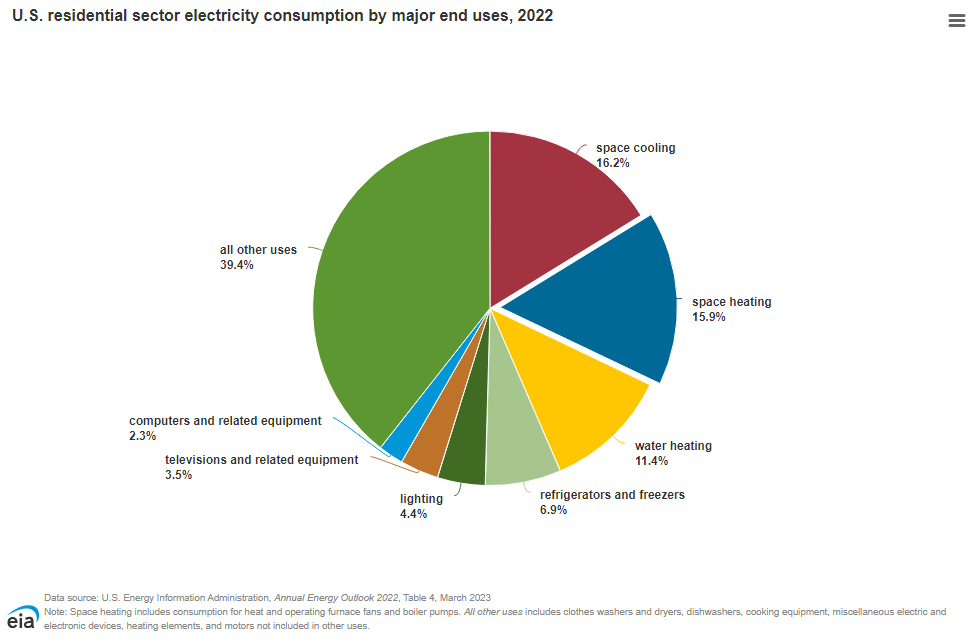 U.S. residential sector electricity consumption by major end uses, 2022
space cooling
16.2%
all other uses
39.4%
space heating
15.9%
computers and related equipment
2.3%
televisions and related equipment
3.5%
water heating
11.4%
refrigerators and freezers
6.9%
lighting
4.4%
Data source: U.S. Energy Information Administration, Annual Energy Outlook 2022, Table 4, March 2023
Note: Space heating includes consumption for heat and operating furnace fans and boiler pumps. All other uses includes clothes washers and dryers, dishwashers, cooking equipment, miscellaneous electric and
electronic devices, heating elements, and motors not included in other uses.
eia